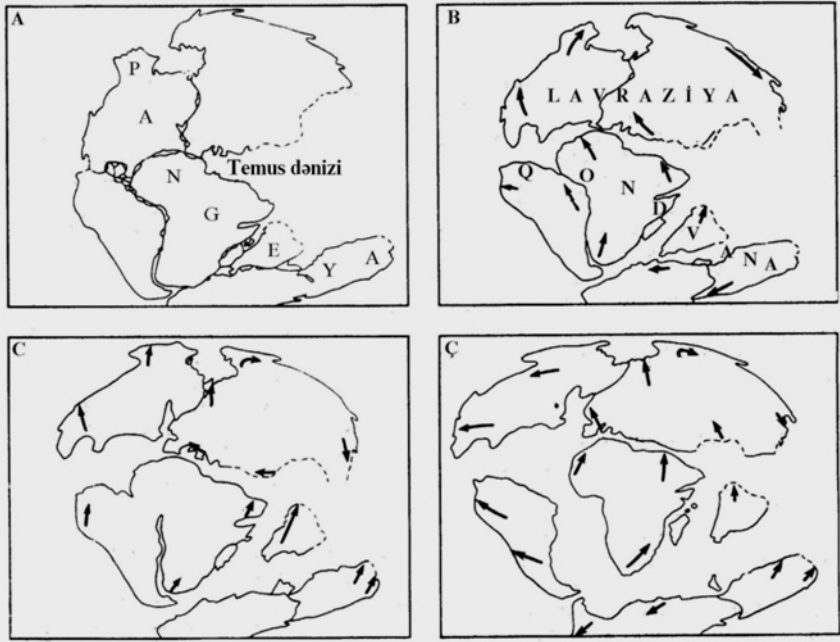 A
P
A
N
Temus dənizi
G
E
Y A
B
L A V R A Z İ Y A
Q O N D V A N A
C
Ç